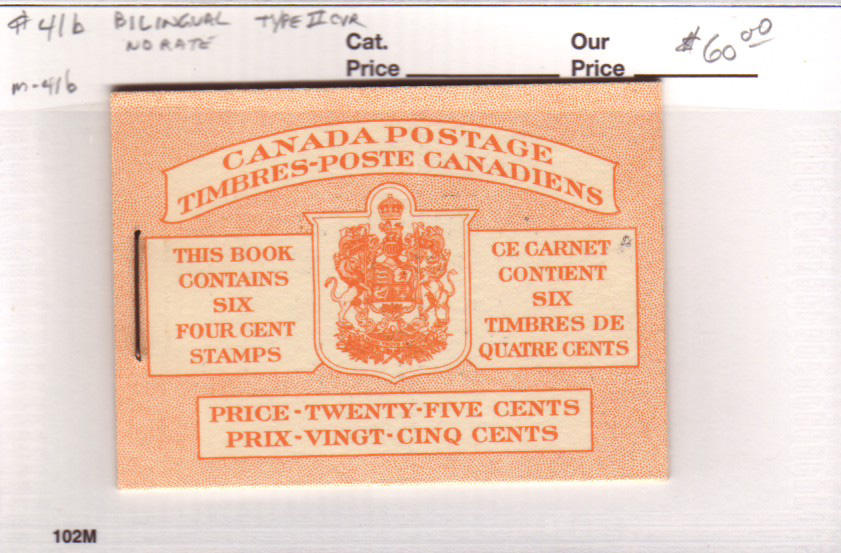 # 41b BILINGUAL TYPE II CVR
NO RATE
m-41b
Cat.
Price
Our
Price
$60.00
CANADA POSTAGE
TIMBRES-POSTE CANADIENS
THIS BOOK
CONTAINS
SIX
FOUR CENT
STAMPS
CE CARNET
CONTIENT
SIX
TIMBRES DE
QUATRE CENTS
PRICE-TWENTY-FIVE CENTS
PRIX-VINGT-CINQ CENTS
102M